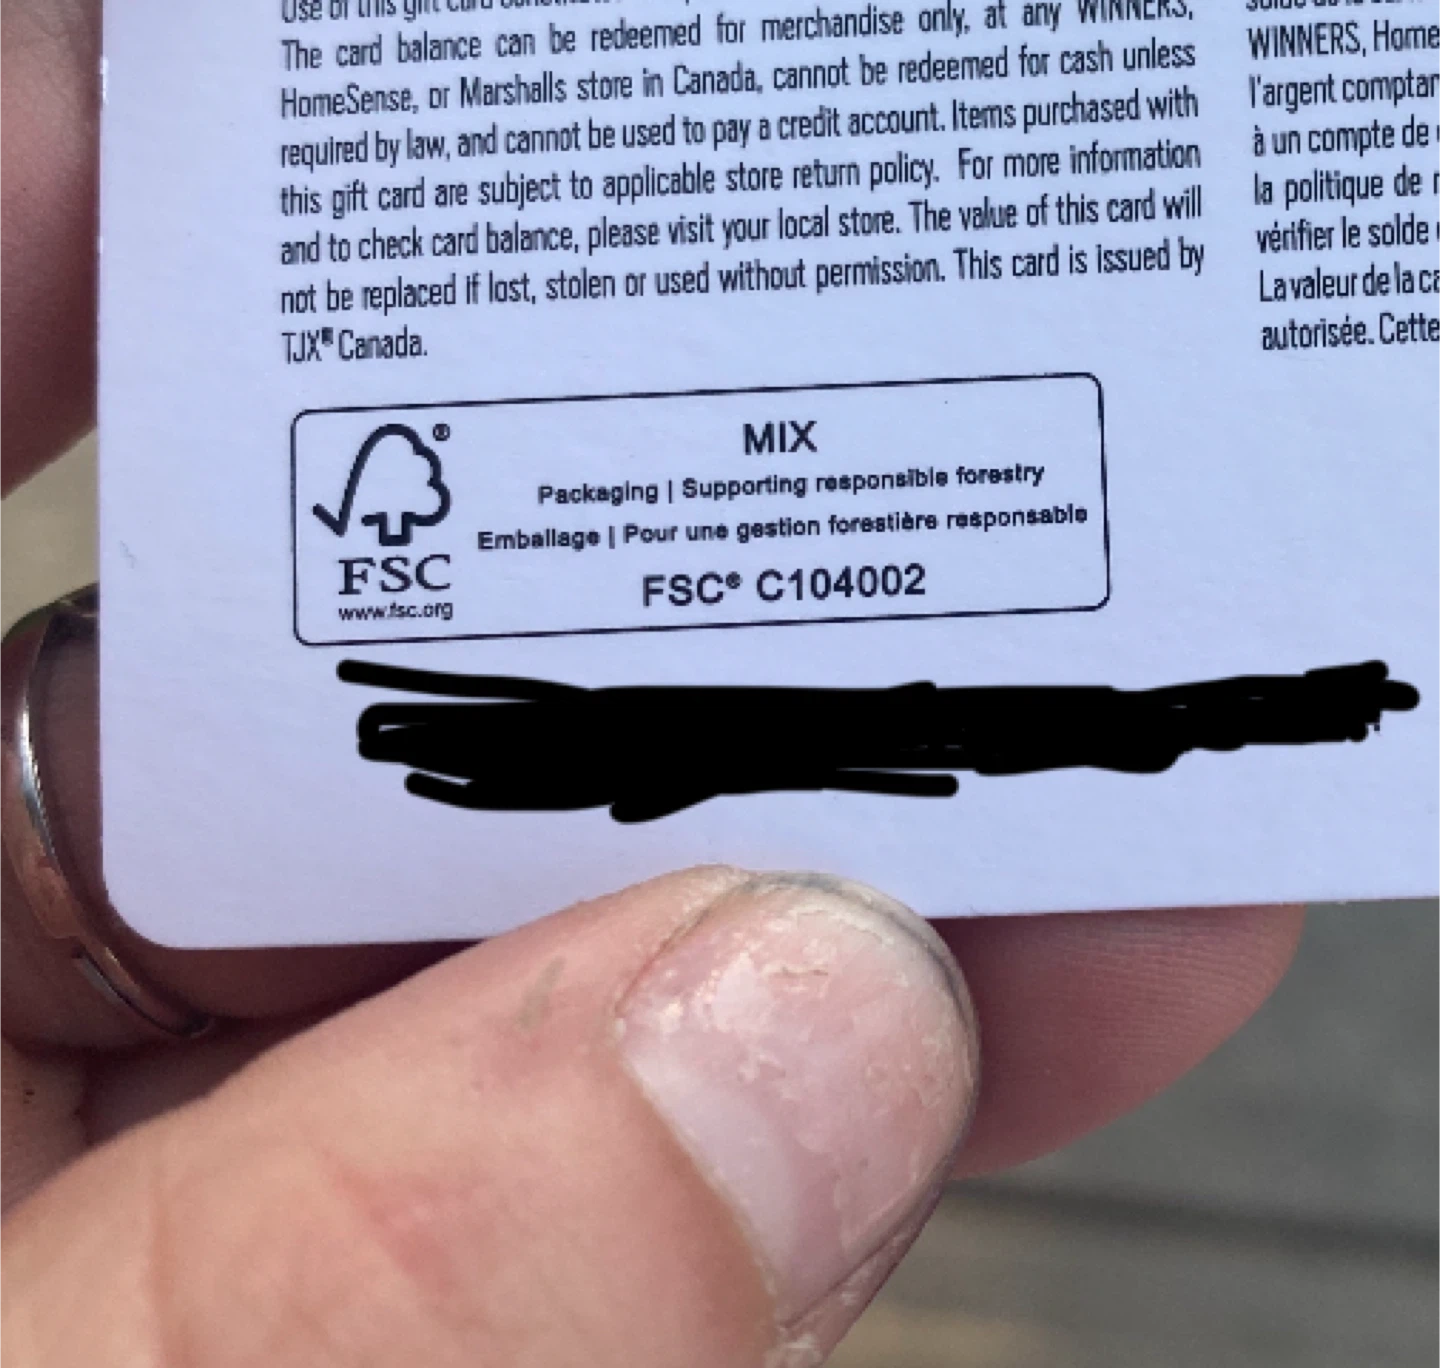 Use of this gift card
The card balance can be redeemed for merchandise only, at any WINNERS,
HomeSense, or Marshalls store in Canada, cannot be redeemed for cash unless
required by law, and cannot be used to pay a credit account. Items purchased with
this gift card are subject to applicable store return policy. For more information
and to check card balance, please visit your local store. The value of this card will
not be replaced if lost, stolen or used without permission. This card is issued by
TJX® Canada.
WINNERS, Home
l'argent comptan
à un compte de
la politique de r
vérifier le solde
La valeur de la ca
autorisée. Cette
®
FSC
www.fsc.org
MIX
Packaging | Supporting responsible forestry
Emballage | Pour une gestion forestière responsable
FSC® C104002